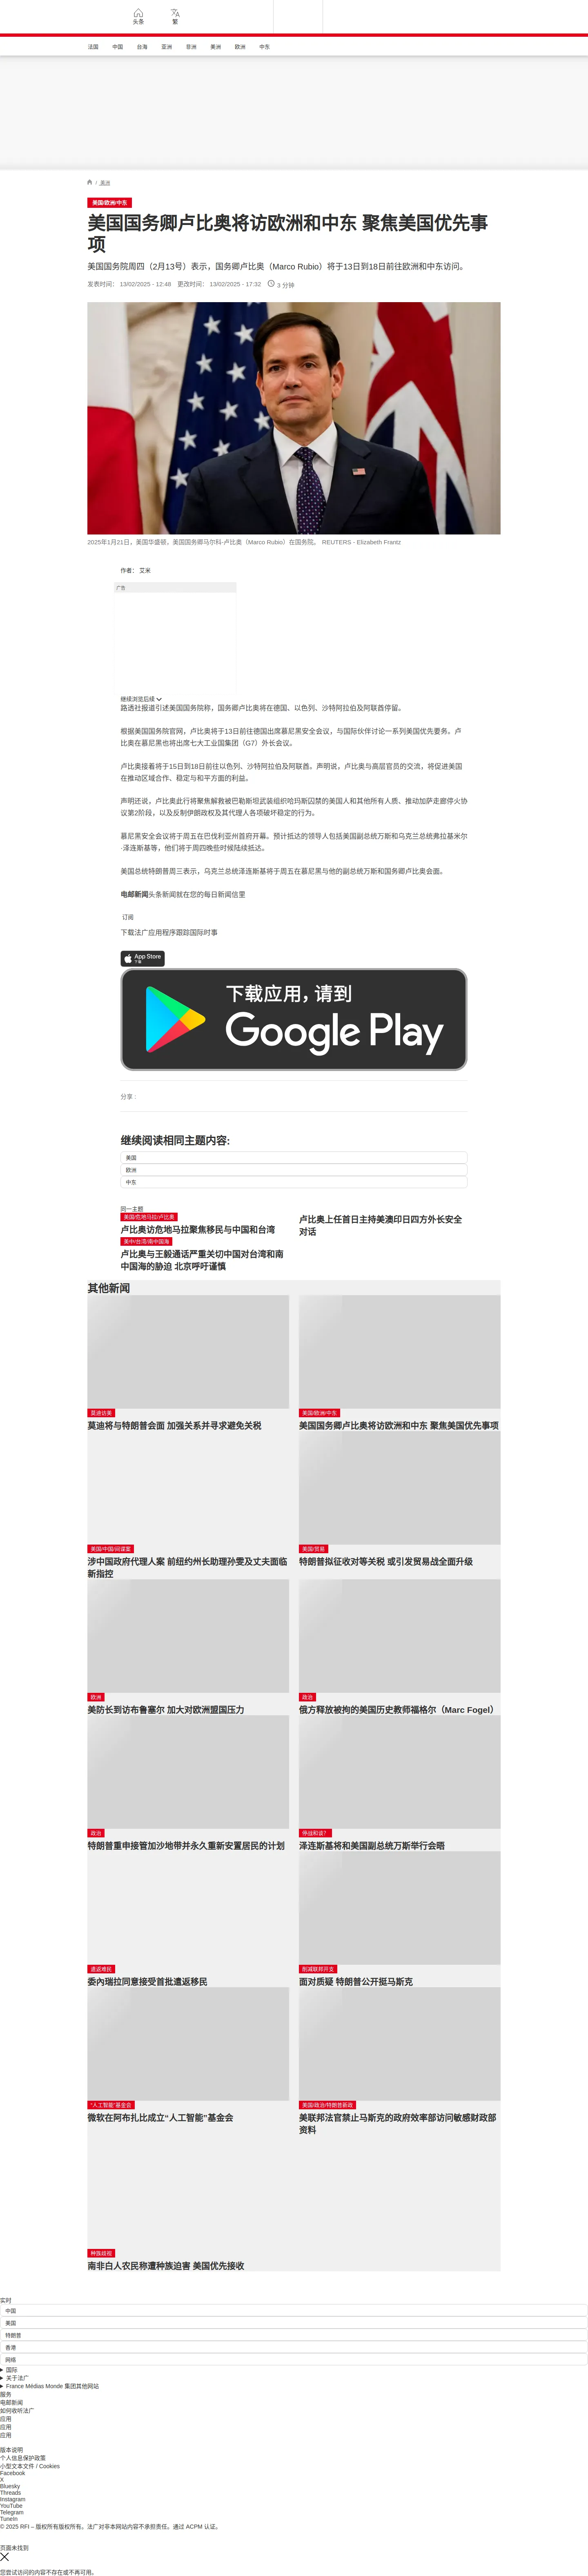 头条
繁
法国 中国 台海 亚洲 非洲 美洲 欧洲 中东
/ 美洲
美国/欧洲/中东
美国国务卿卢比奥将访欧洲和中东 聚焦美国优先事
项
美国国务院周四（2月13号）表示，国务卿卢比奥（Marco Rubio）将于13日到18日前往欧洲和中东访问。
发表时间： 13/02/2025 - 12:48 更改时间： 13/02/2025 - 17:32 3 分钟
2025年1月21日，美国华盛顿，美国国务卿马尔科·卢比奥（Marco Rubio）在国务院。 REUTERS - Elizabeth Frantz
作者： 艾米
广告
继续浏览后续
路透社报道引述美国国务院称，国务卿卢比奥将在德国、以色列、沙特阿拉伯及阿联酋停留。
根据美国国务院官网，卢比奥将于13日前往德国出席慕尼黑安全会议，与国际伙伴讨论一系列美国优先要务。卢
比奥在慕尼黑也将出席七大工业国集团（G7）外长会议。
卢比奥接着将于15日到18日前往以色列、沙特阿拉伯及阿联酋。声明说，卢比奥与高层官员的交流，将促进美国
在推动区域合作、稳定与和平方面的利益。
声明还说，卢比奥此行将聚焦解救被巴勒斯坦武装组织哈玛斯囚禁的美国人和其他所有人质、推动加萨走廊停火协
议第2阶段，以及反制伊朗政权及其代理人各项破坏稳定的行为。
慕尼黑安全会议将于周五在巴伐利亚州首府开幕。预计抵达的领导人包括美国副总统万斯和乌克兰总统弗拉基米尔
·泽连斯基等，他们将于周四晚些时候陆续抵达。
美国总统特朗普周三表示，乌克兰总统泽连斯基将于周五在慕尼黑与他的副总统万斯和国务卿卢比奥会面。
电邮新闻头条新闻就在您的每日新闻信里
订阅
下载法广应用程序跟踪国际时事
App Store
下载
下载应用，请到
Google Play
分享 :
继续阅读相同主题内容:
美国
欧洲
中东
同一主题
美国/危地马拉/卢比奥
卢比奥访危地马拉聚焦移民与中国和台湾
卢比奥上任首日主持美澳印日四方外长安全
对话
美中/台湾/南中国海
卢比奥与王毅通话严重关切中国对台湾和南
中国海的胁迫 北京呼吁谨慎
其他新闻
莫迪访美
莫迪将与特朗普会面 加强关系并寻求避免关税
美国/欧洲/中东
美国国务卿卢比奥将访欧洲和中东 聚焦美国优先事项
美国/中国/间谍案
涉中国政府代理人案 前纽约州长助理孙雯及丈夫面临
新指控
美国/贸易
特朗普拟征收对等关税 或引发贸易战全面升级
欧洲
美防长到访布鲁塞尔 加大对欧洲盟国压力
政治
俄方释放被拘的美国历史教师福格尔（Marc Fogel）
政治
特朗普重申接管加沙地带并永久重新安置居民的计划
停战和谈？
泽连斯基将和美国副总统万斯举行会晤
遣返难民
委内瑞拉同意接受首批遣返移民
削减联邦开支
面对质疑 特朗普公开挺马斯克
“人工智能”基金会
微软在阿布扎比成立“人工智能”基金会
美国/政治/特朗普新政
美联邦法官禁止马斯克的政府效率部访问敏感财政部
资料
种族歧视
南非白人农民称遭种族迫害 美国优先接收
实时
中国
美国
特朗普
香港
网络
国际
关于法广
France Médias Monde 集团其他网站
服务
电邮新闻
如何收听法广
应用
应用
应用
版本说明
个人信息保护政策
小型文本文件 / Cookies
Facebook
X
Bluesky
Threads
Instagram
YouTube
Telegram
TuneIn
© 2025 RFI – 版权所有版权所有。法广对非本网站内容不承担责任。通过 ACPM 认证。
页面未找到
您尝试访问的内容不存在或不再可用。